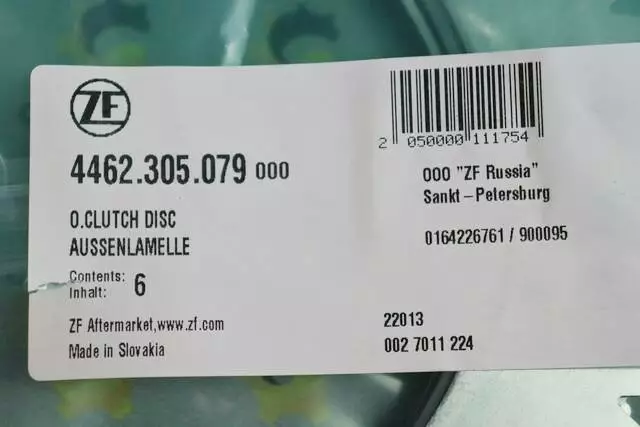 ZF
4462.305.079 000
O.CLUTCH DISC
AUSSENLAMELLE
Contents:
Inhalt: 6
ZF Aftermarket,www.zf.com
Made in Slovakia
2 050000 111754
OOO "ZF Russia"
Sankt-Petersburg
0164226761 / 900095
22013
002 7011 224